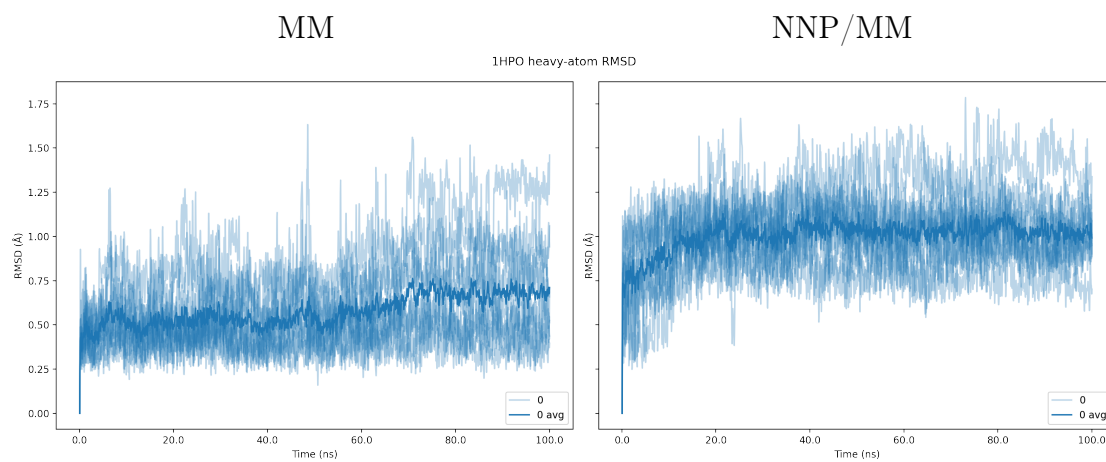 MM
NNP/MM
1HPO heavy-atom RMSD
RMSD (Å)
1.75
1.50
1.25
1.00
0.75
0.50
0.25
0.00
0
0 avg
0.0
20.0
40.0
60.0
80.0
100.0
Time (ns)
RMSD (Å)
0
0 avg
0.0
20.0
40.0
60.0
80.0
100.0
Time (ns)